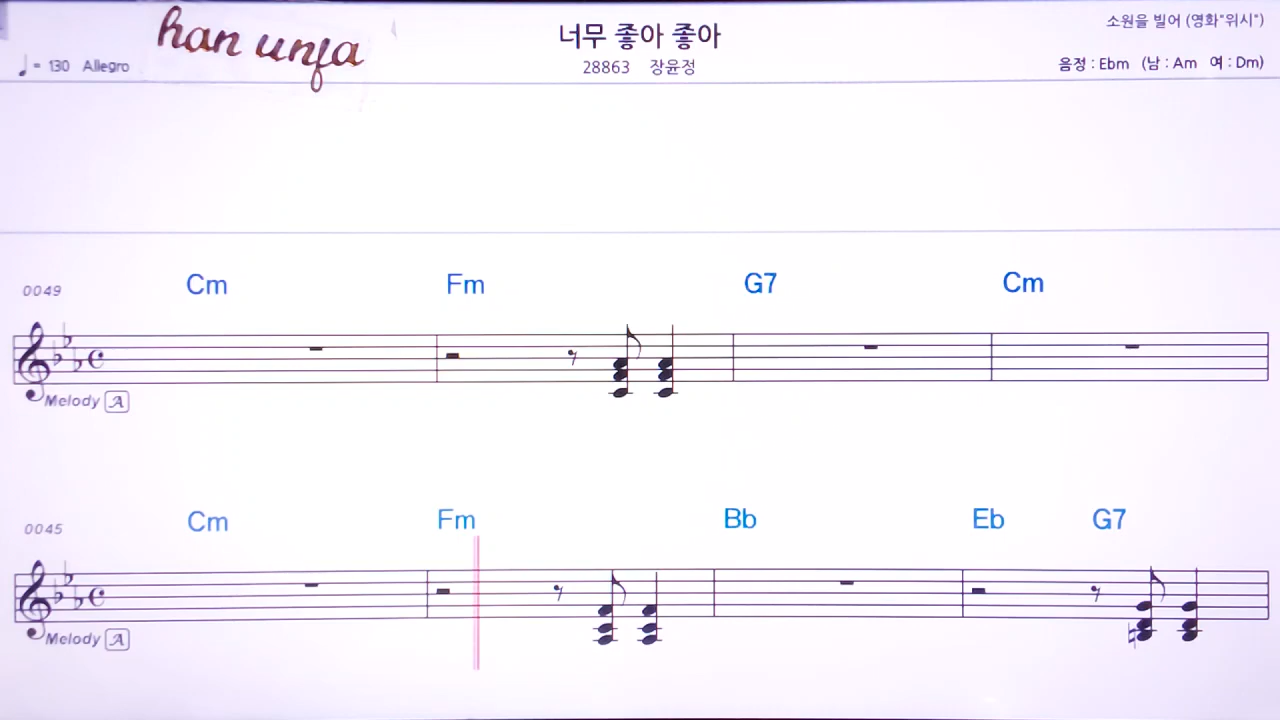 han unfa
너무 좋아 좋아
소원을 빌어 (영화"위시")
♩ = 130 Allegro
28863 장윤정
음정 : Ebm (남 : Am 여 : Dm)
Cm Fm G7 Cm
0049
Melody A
Cm Fm Bb Eb G7
0045
Melody A